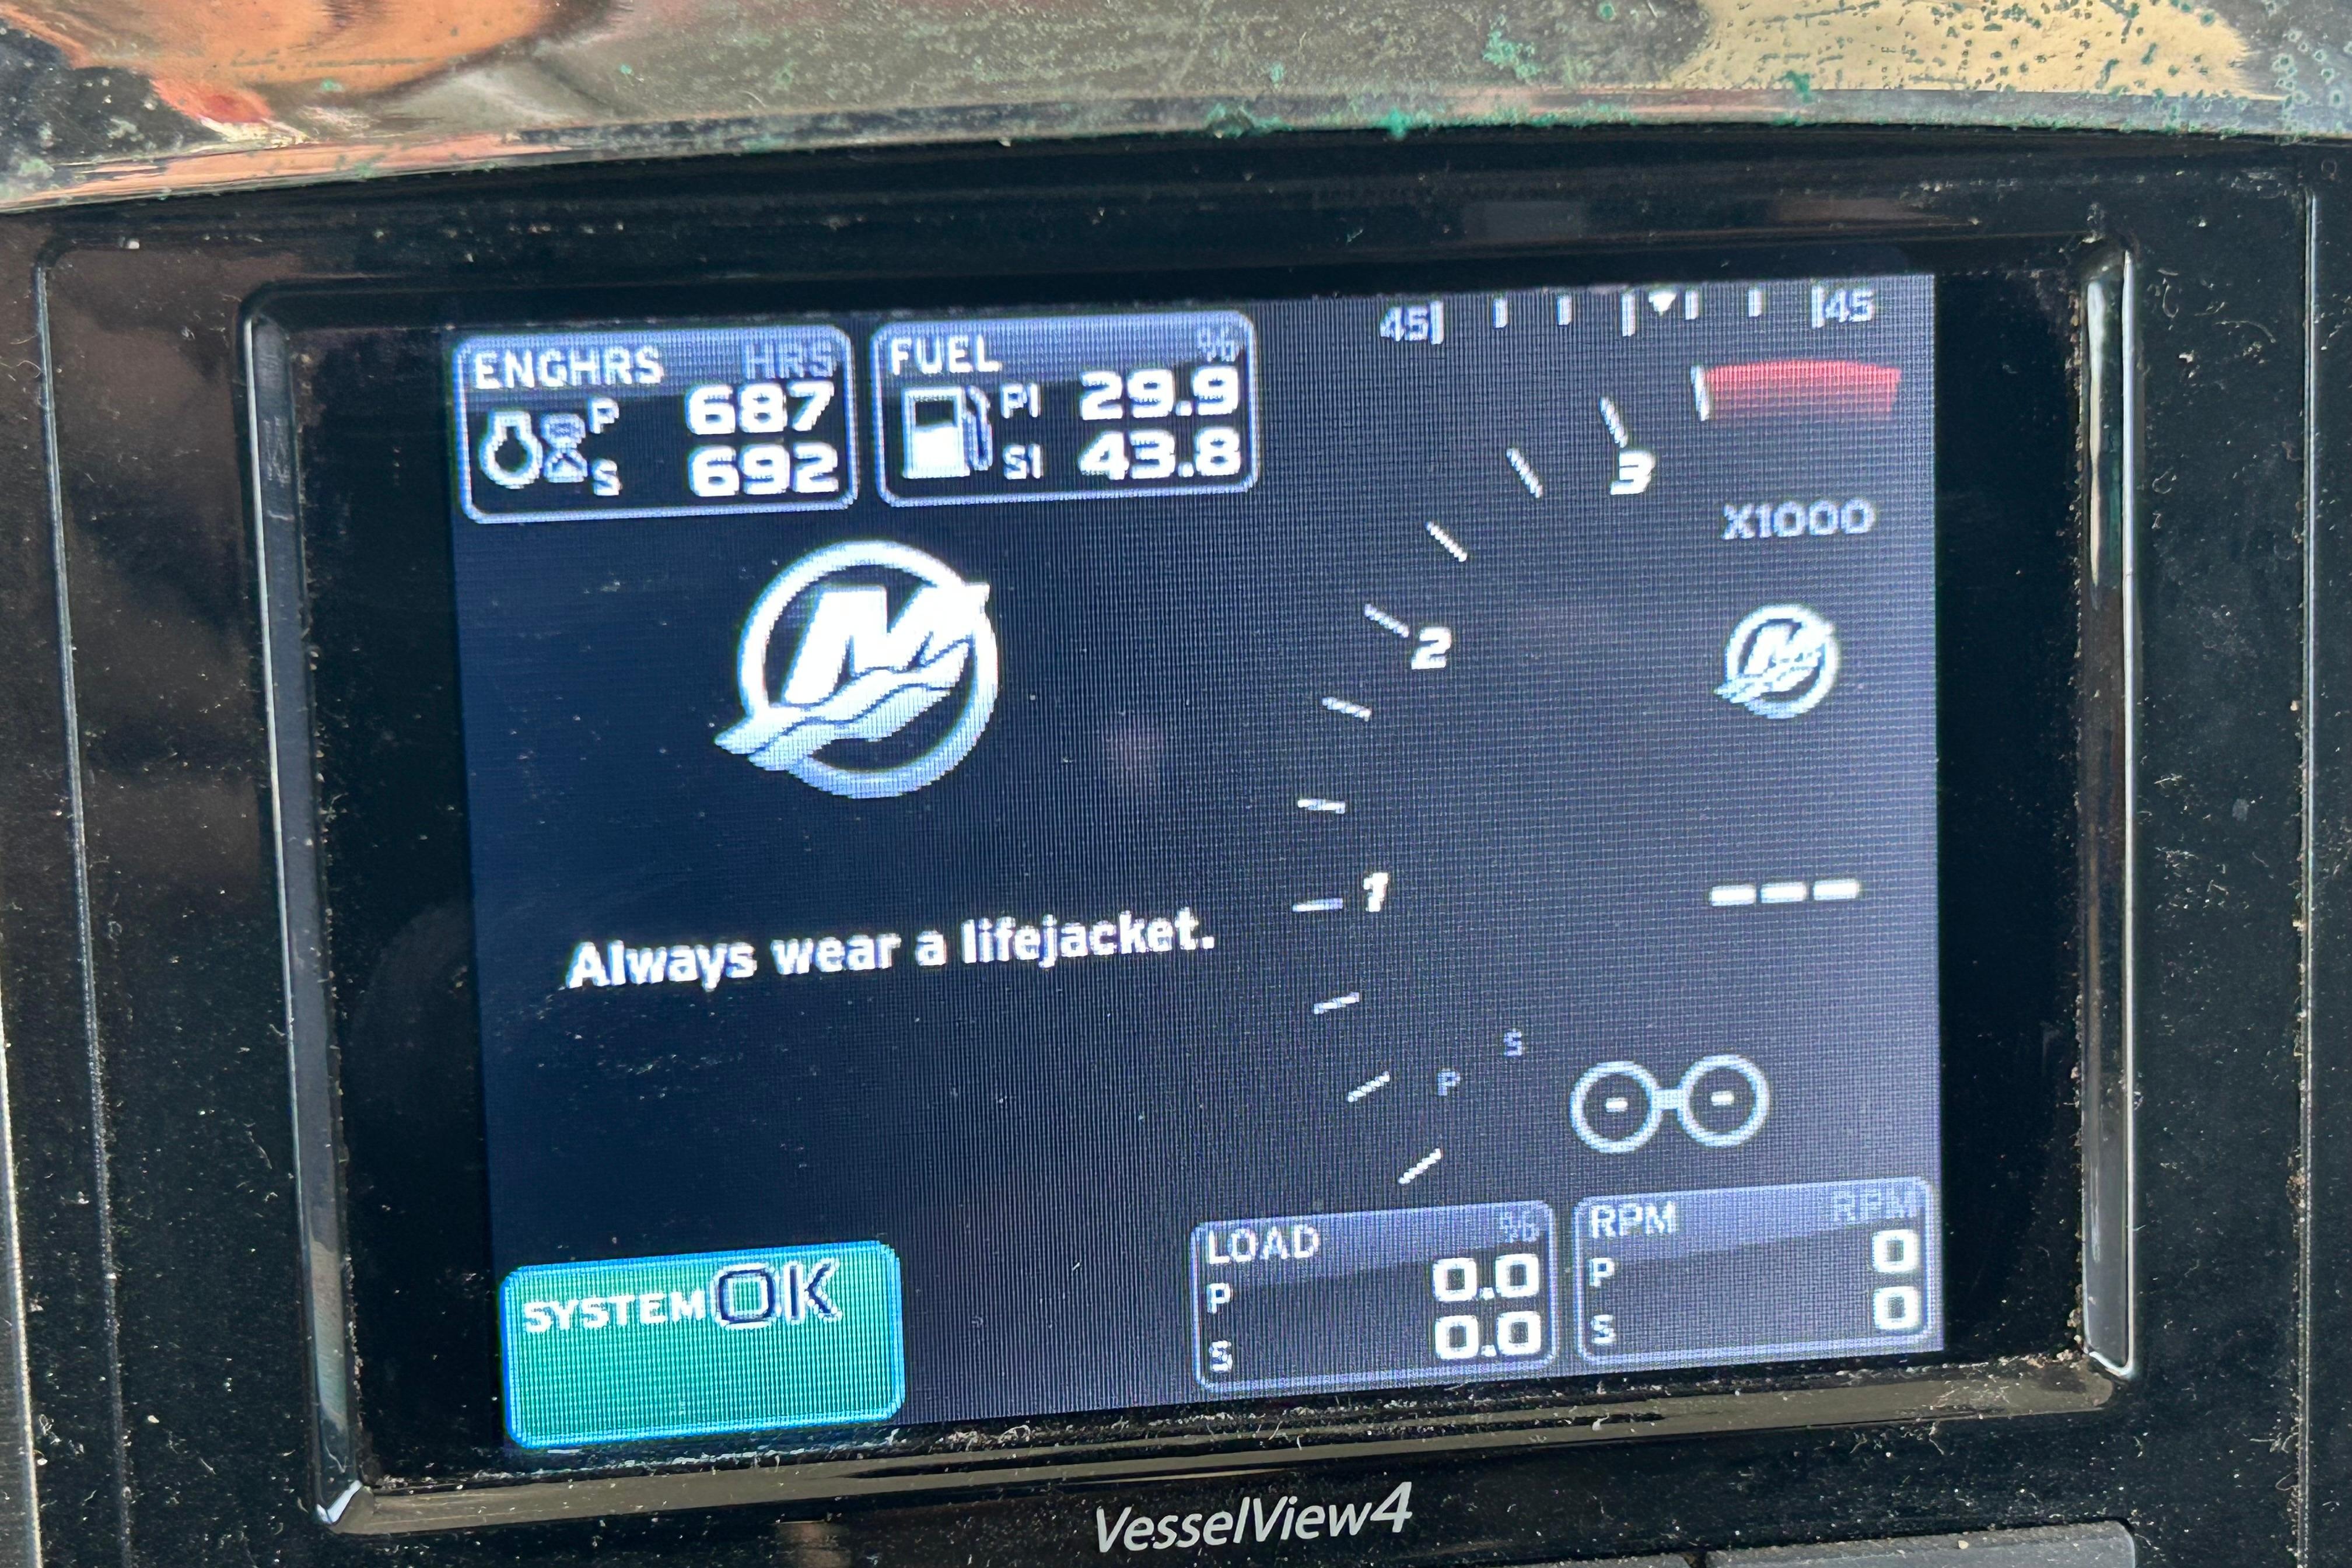 ENGHRS HRS
P 687
S 692
FUEL %
P1 29.9
S1 43.8
45 45
3
X1000
2
1
Always wear a lifejacket.
S
P
SYSTEM OK
LOAD %
P 0.0
S 0.0
RPM RPM
P 0
S 0
VesselView4